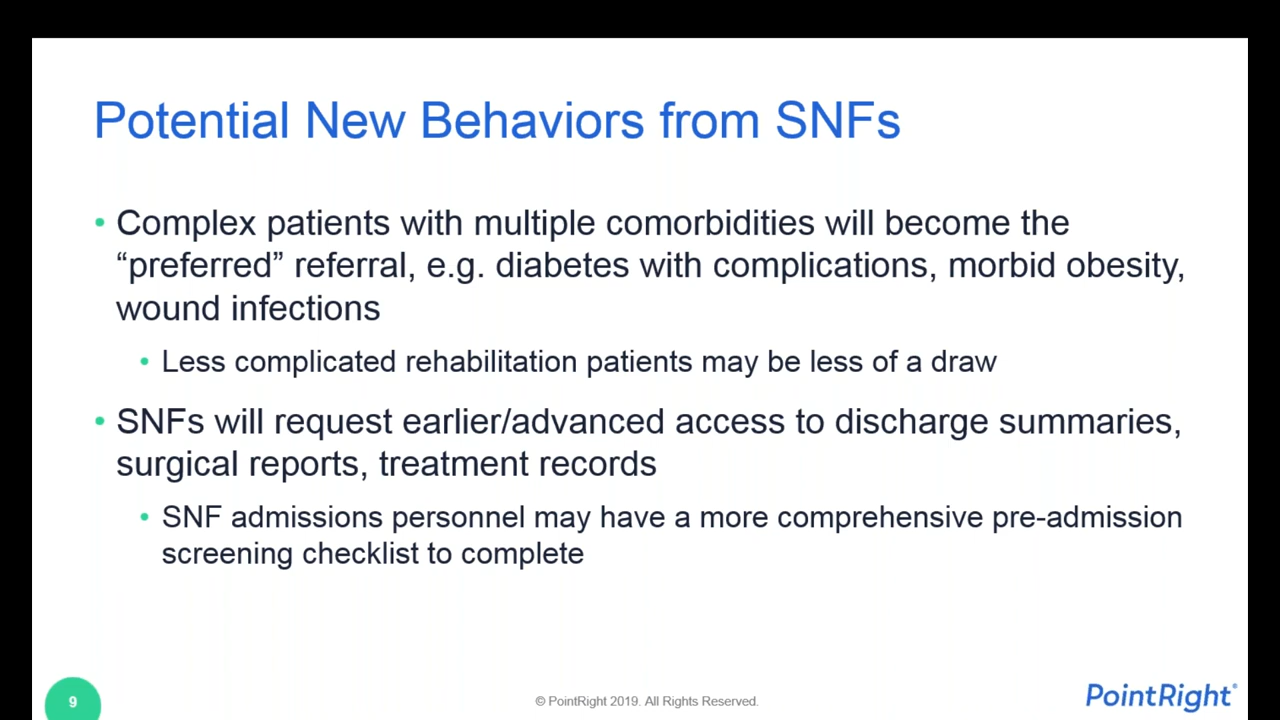 Potential New Behaviors from SNFs
• Complex patients with multiple comorbidities will become the
“preferred” referral, e.g. diabetes with complications, morbid obesity,
wound infections
• Less complicated rehabilitation patients may be less of a draw
• SNFs will request earlier/advanced access to discharge summaries,
surgical reports, treatment records
• SNF admissions personnel may have a more comprehensive pre-admission
screening checklist to complete
9
© PointRight 2019. All Rights Reserved.
PointRight®